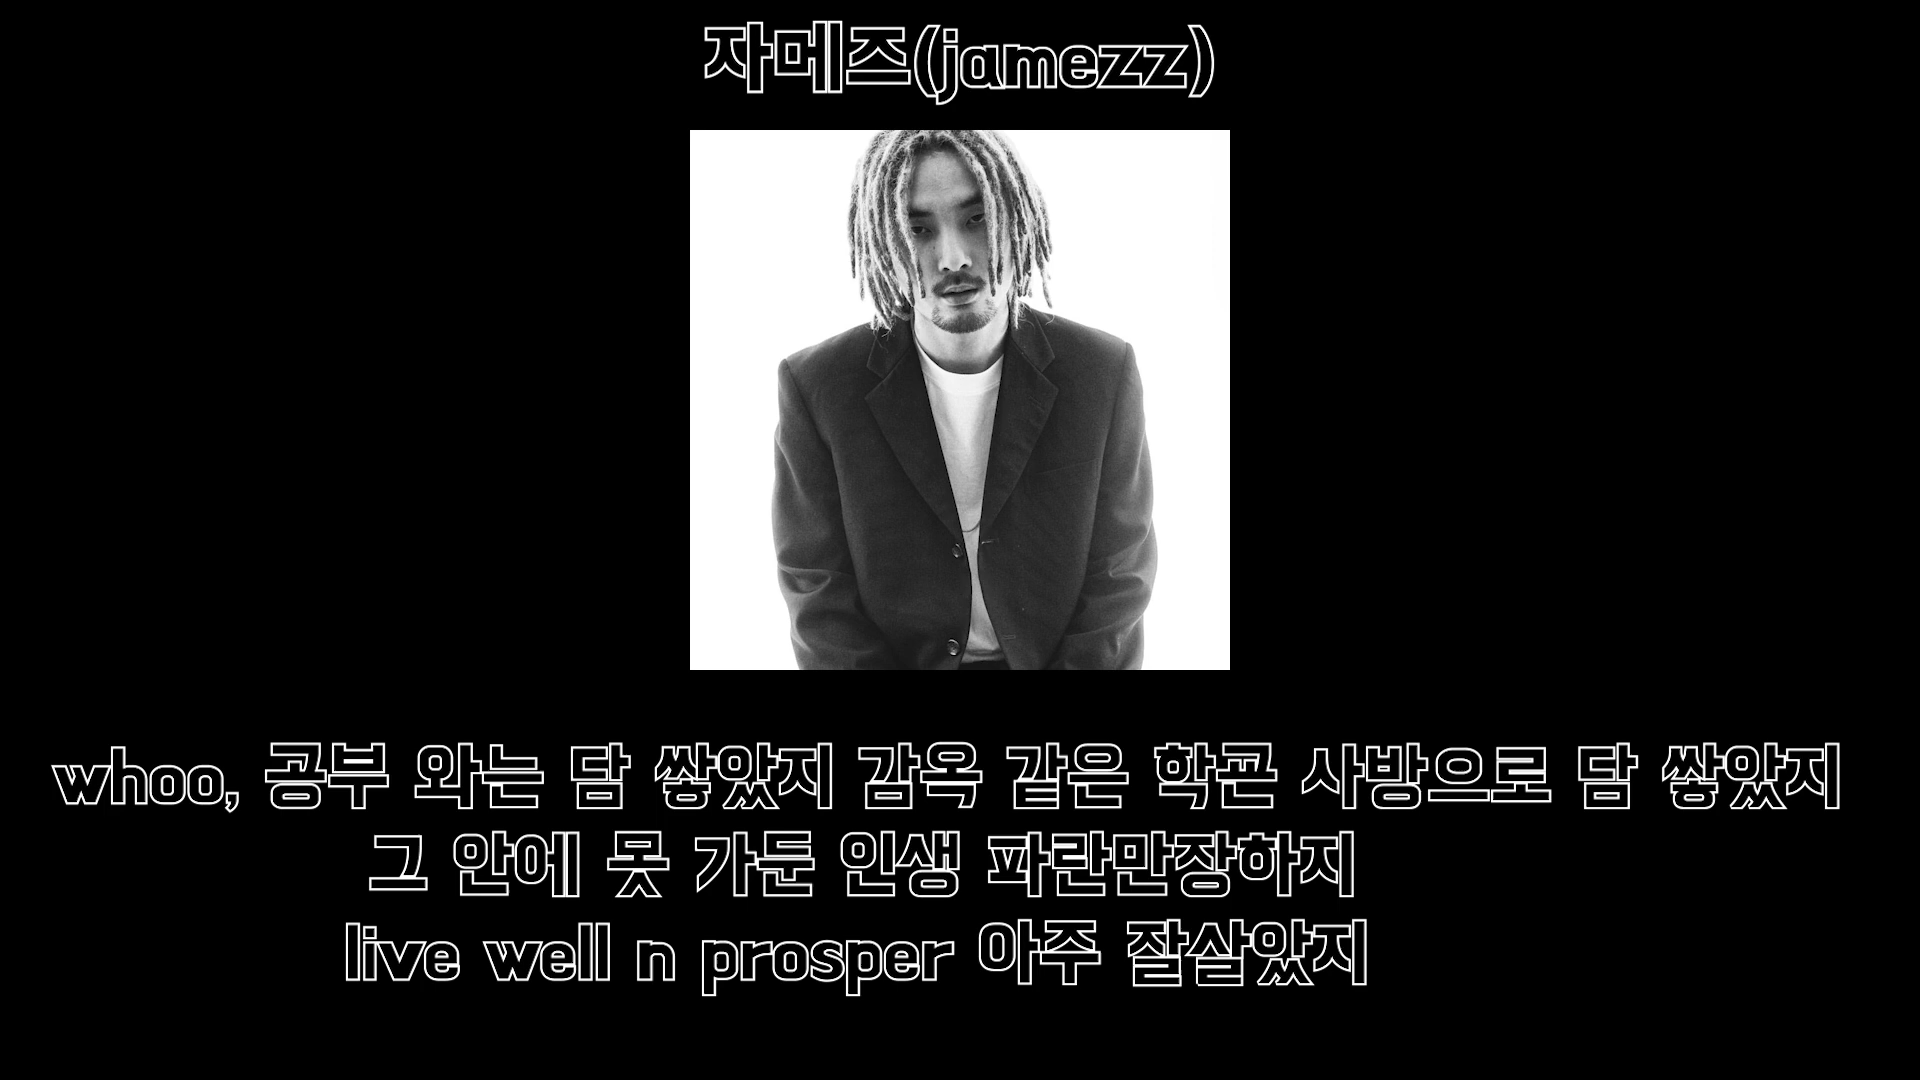 자메즈(jamezz)
whoo, 공부 와는 담 쌓았지 감옥 같은 학굔 사방으로 담 쌓았지
그 안에 못 가둔 인생 파란만장하지
live well n prosper 아주 잘살았지